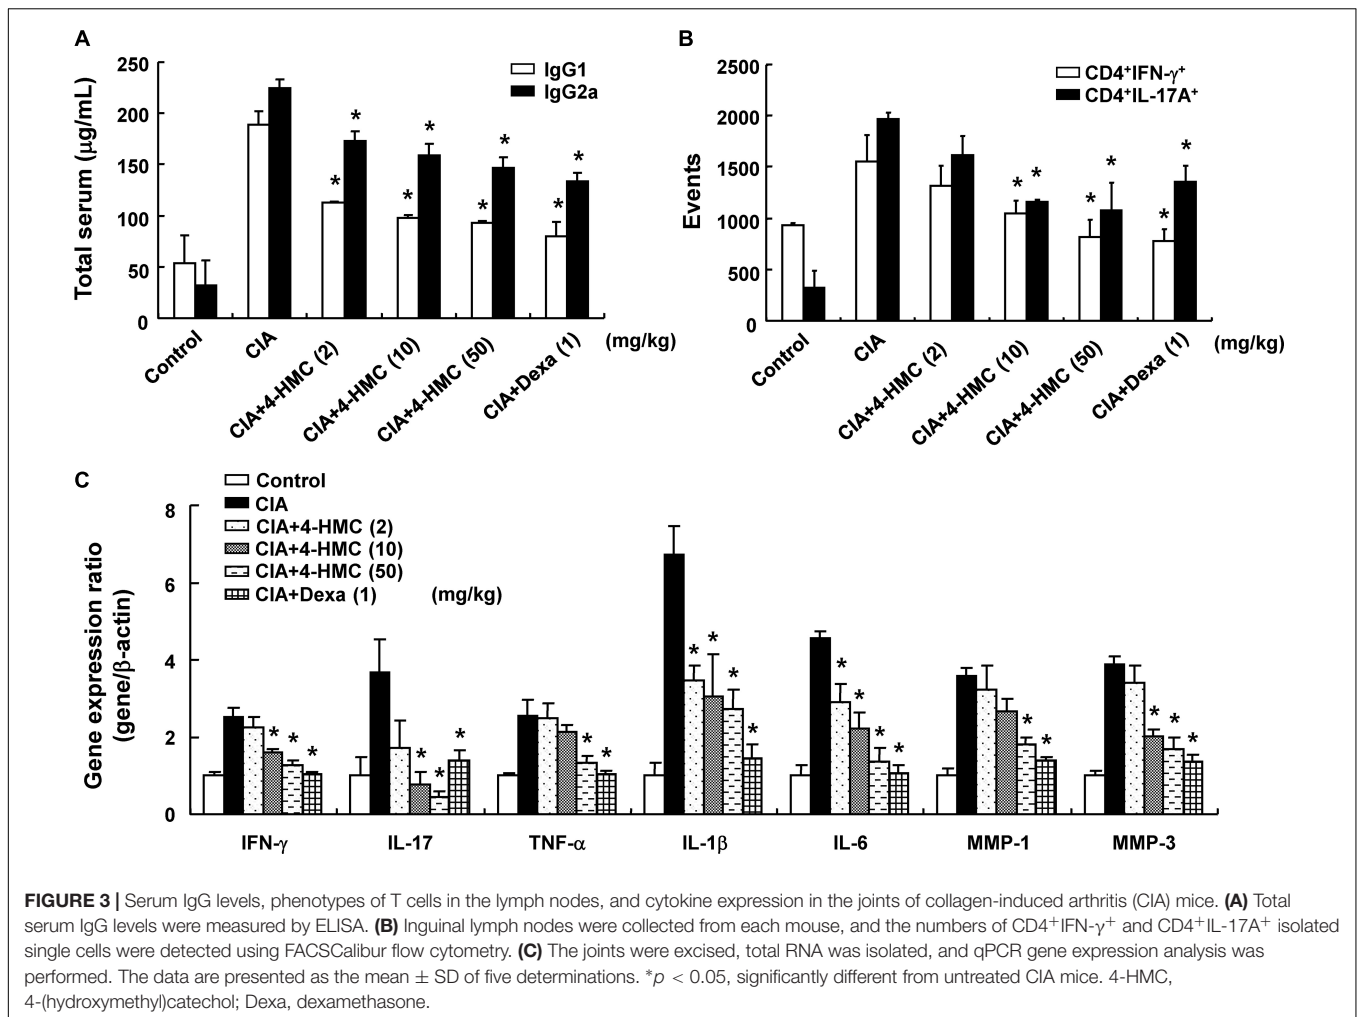 A
250
200
150
100
50
0
Total serum (μg/mL)
IgG1
IgG2a
* * * *
* * * *
Control
CIA
CIA+4-HMC (2)
CIA+4-HMC (10)
CIA+4-HMC (50)
CIA+Dexa (1)
(mg/kg)
B
2500
2000
1500
1000
500
0
Events
CD4⁺IFN-γ⁺
CD4⁺IL-17A⁺
* * * * * *
Control
CIA
CIA+4-HMC (2)
CIA+4-HMC (10)
CIA+4-HMC (50)
CIA+Dexa (1)
(mg/kg)
C
Control
CIA
CIA+4-HMC (2)
CIA+4-HMC (10)
CIA+4-HMC (50)
CIA+Dexa (1) (mg/kg)
8
6
4
2
0
Gene expression ratio
(gene/β-actin)
* * *
* * *
* *
* * * *
* * * *
* *
* * *
IFN-γ IL-17 TNF-α IL-1β IL-6 MMP-1 MMP-3
FIGURE 3 | Serum IgG levels, phenotypes of T cells in the lymph nodes, and cytokine expression in the joints of collagen-induced arthritis (CIA) mice. (A) Total
serum IgG levels were measured by ELISA. (B) Inguinal lymph nodes were collected from each mouse, and the numbers of CD4⁺IFN-γ⁺ and CD4⁺IL-17A⁺ isolated
single cells were detected using FACSCalibur flow cytometry. (C) The joints were excised, total RNA was isolated, and qPCR gene expression analysis was
performed. The data are presented as the mean ± SD of five determinations. *p < 0.05, significantly different from untreated CIA mice. 4-HMC,
4-(hydroxymethyl)catechol; Dexa, dexamethasone.